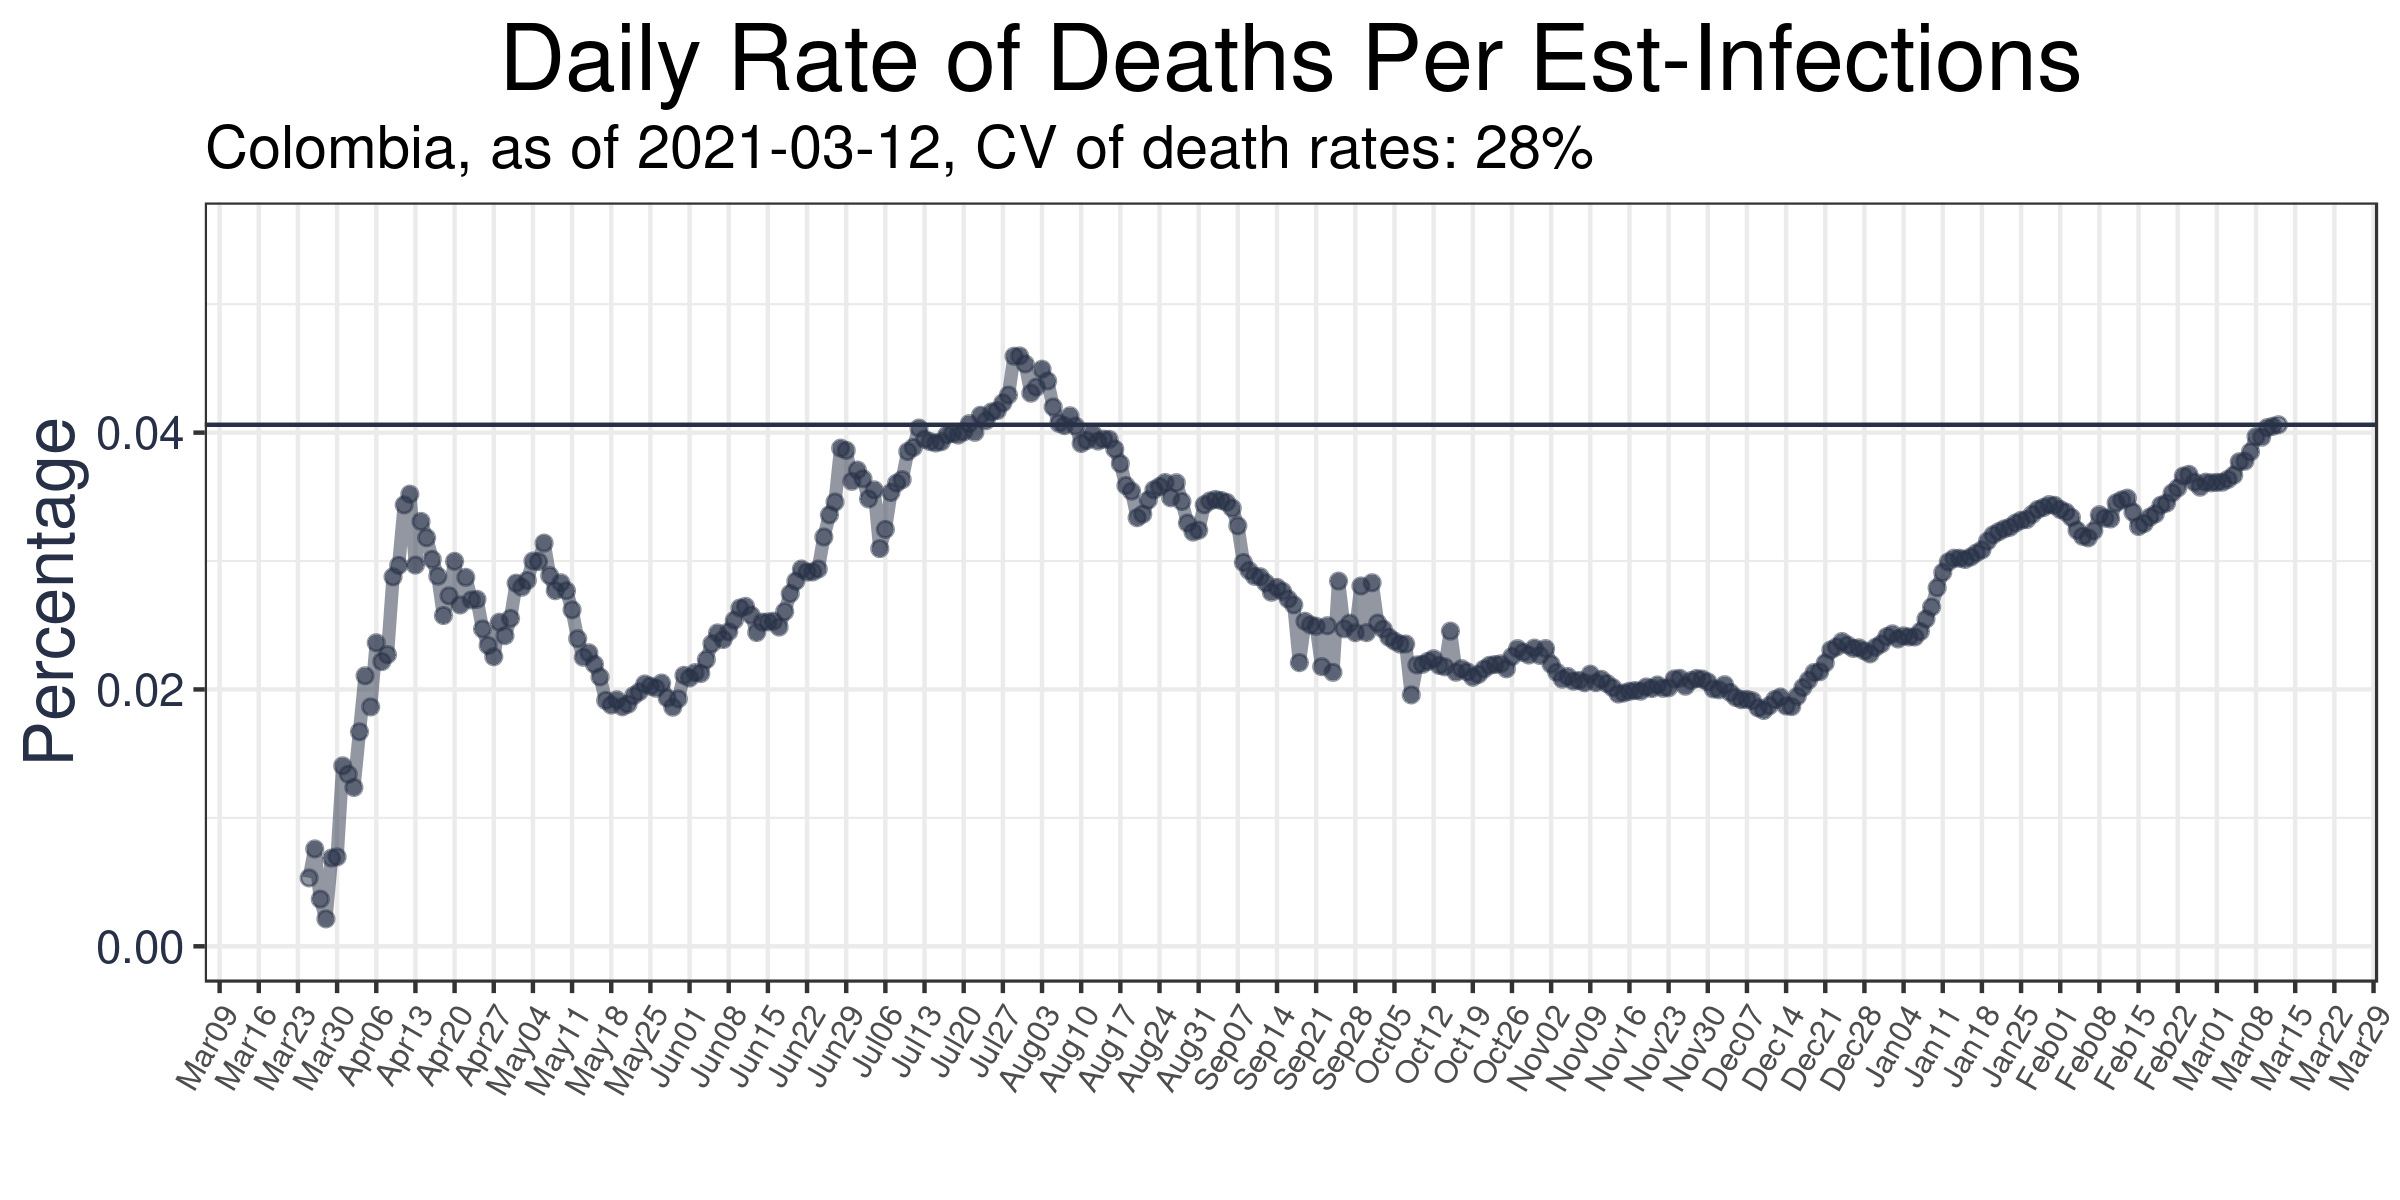 Daily Rate of Deaths Per Est-Infections
Colombia, as of 2021-03-12, CV of death rates: 28%
Percentage
0.04
0.02
0.00
Mar09
Mar16
Mar23
Mar30
Apr06
Apr13
Apr20
Apr27
May04
May11
May18
May25
Jun01
Jun08
Jun15
Jun22
Jun29
Jul06
Jul13
Jul20
Jul27
Aug03
Aug10
Aug17
Aug24
Aug31
Sep07
Sep14
Sep21
Sep28
Oct05
Oct12
Oct19
Oct26
Nov02
Nov09
Nov16
Nov23
Nov30
Dec07
Dec14
Dec21
Dec28
Jan04
Jan11
Jan18
Jan25
Feb01
Feb08
Feb15
Feb22
Mar01
Mar08
Mar15
Mar22
Mar29